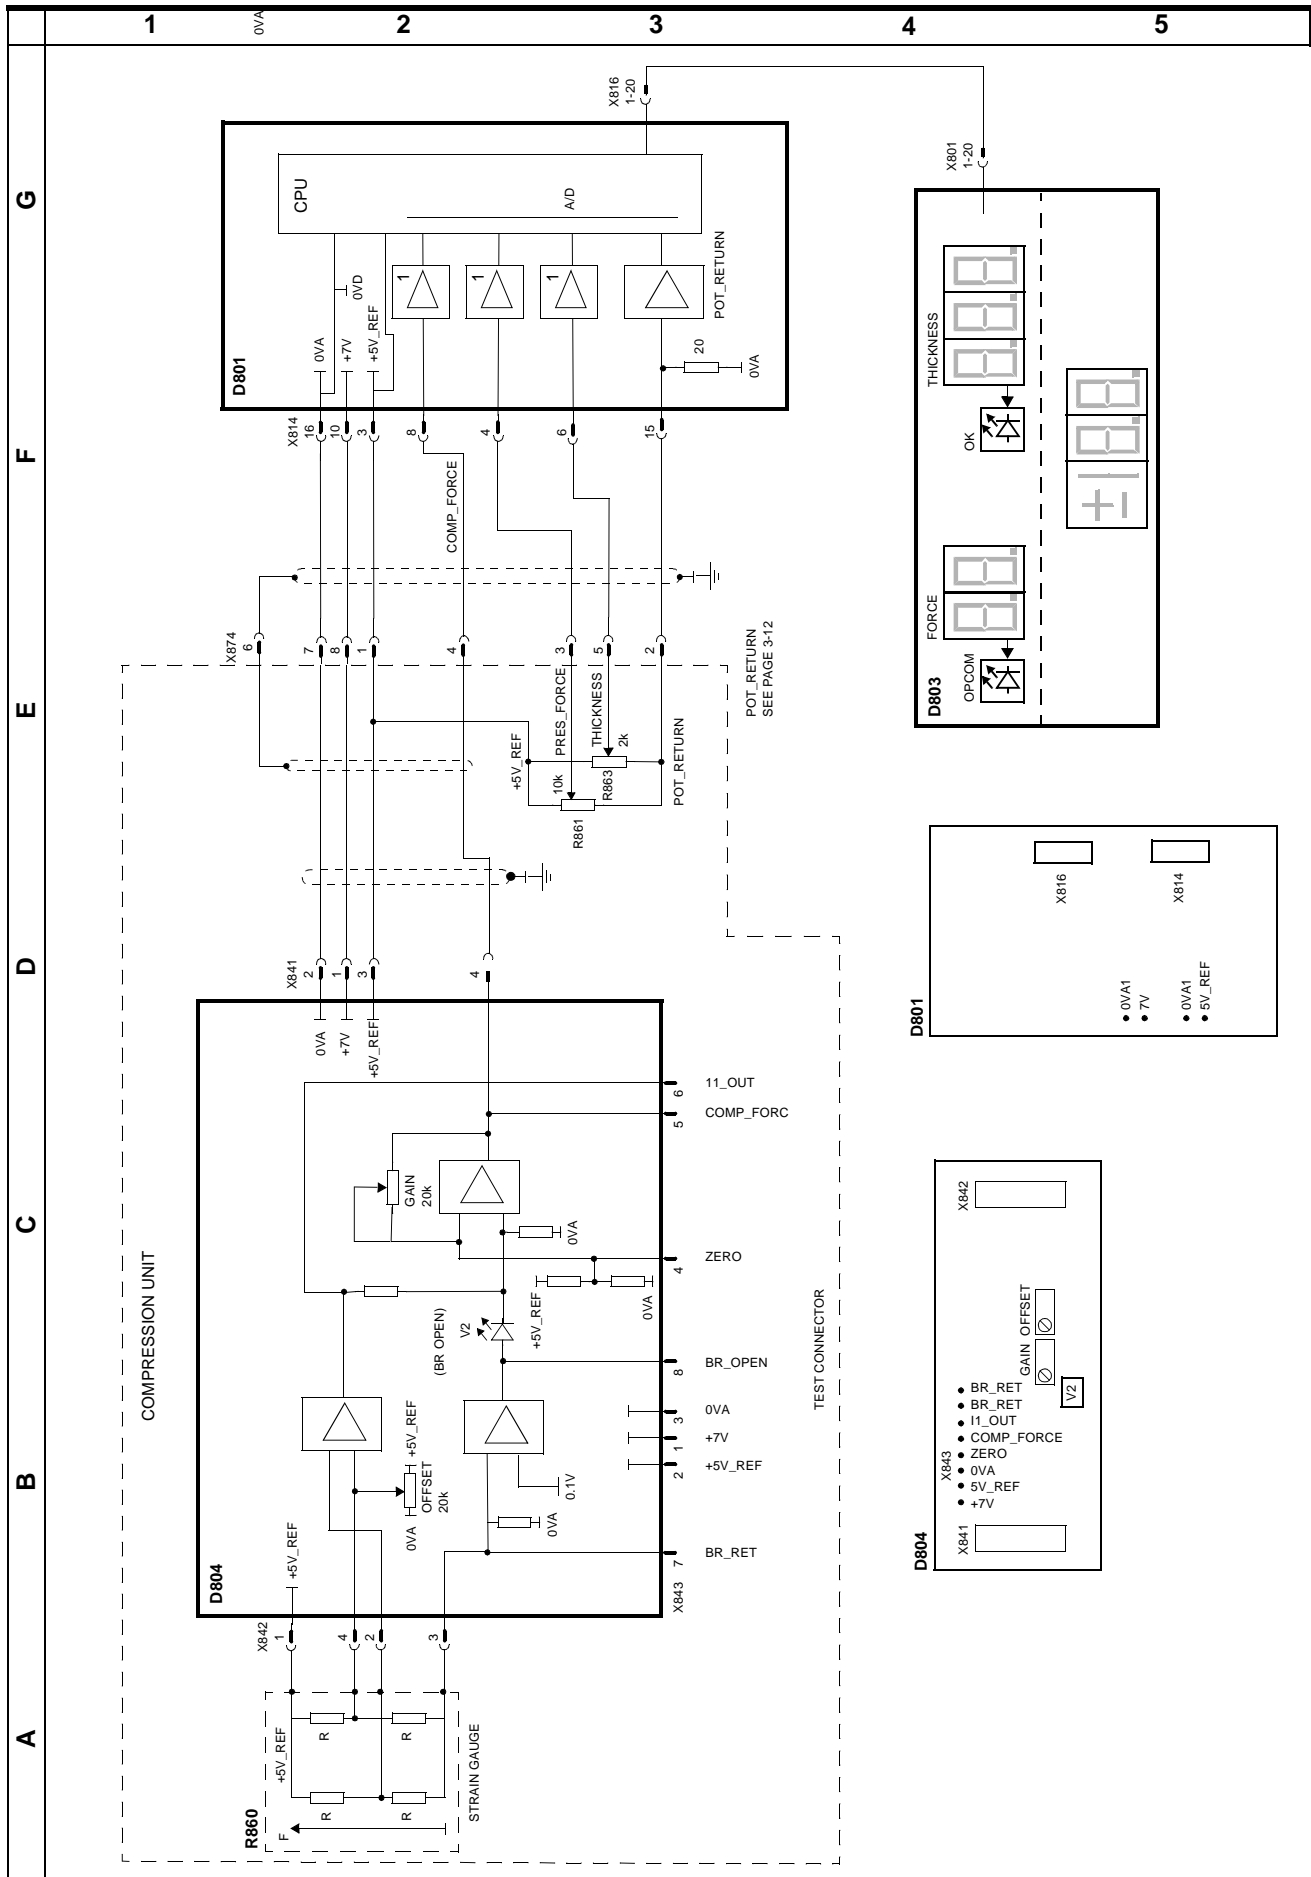 1
0VA
2
3
4
5
G
F
E
D
C
B
A
X816
1-20
X801
1-20
CPU
A/D
1
1
1
POT_RETURN
0VD
0VA
+7V
+5V_REF
20
0VA
D801
X814
16
10
3
8
4
6
15
COMP_FORCE
X874
6
7
8
1
4
3
5
2
POT_RETURN
SEE PAGE 3-12
PRES_FORCE
THICKNESS
+5V_REF
10k
2k
R863
R861
POT_RETURN
THICKNESS
OK
FORCE
OPCOM
D803
X816
X814
0VA1
7V
0VA1
5V_REF
D801
X841
2
1
3
4
0VA
+7V
+5V_REF
6
11_OUT
5
COMP_FORC
GAIN
20k
0VA
4
ZERO
+5V_REF
0VA
V2
(BR OPEN)
8
BR_OPEN
3
0VA
1
+7V
2
+5V_REF
+5V_REF
OFFSET
20k
0VA
0.1V
0VA
7
BR_RET
X843
+5V_REF
D804
COMPRESSION UNIT
TEST CONNECTOR
X842
1
4
2
3
+5V_REF
R
R
R
R
F
R860
STRAIN GAUGE
X842
GAIN
OFFSET
V2
BR_RET
BR_RET
I1_OUT
COMP_FORCE
ZERO
0VA
5V_REF
+7V
X843
X841
D804